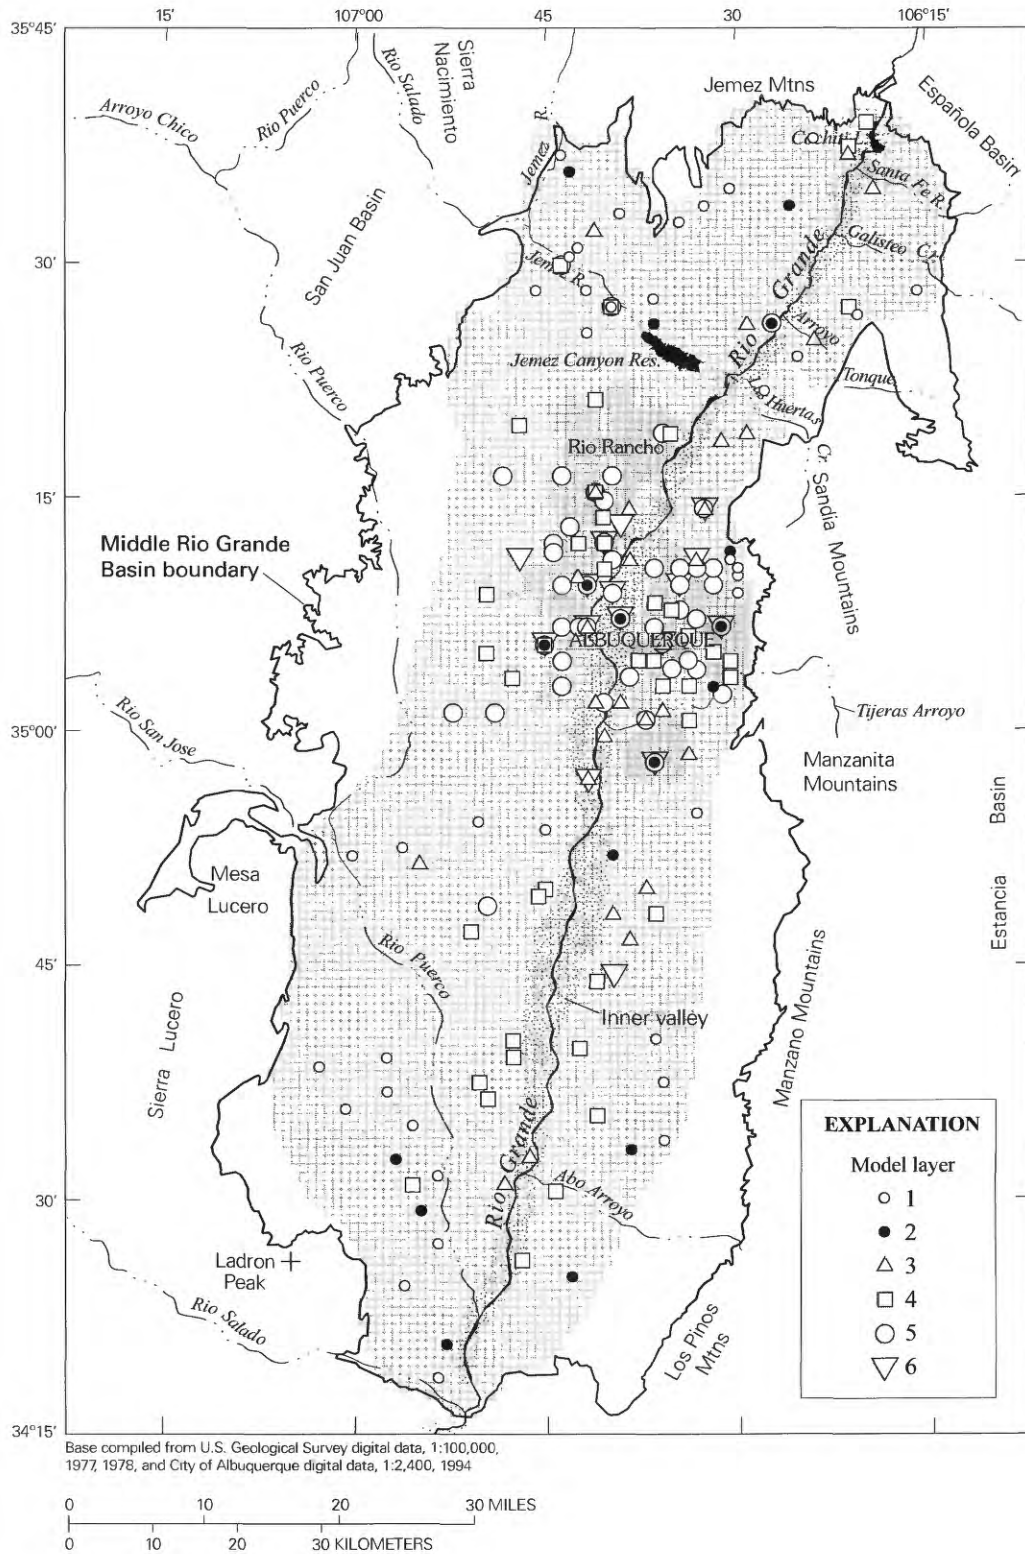 15′
107°00′
45
30
106°15′
35°45′
Sierra
Nacimiento
Rio Salado
Rio Puerco
Arroyo Chico
Jemez R.
Jemez Mtns
Española Basin
Cochiti
Santa Fe R.
Galisteo Cr.
San Juan Basin
30′
Jemez R.
Rio Grande
Arroyo
Tonque
Jemez Canyon Res.
Rio Puerco
Las Huertas
Cr.
Rio Rancho
15′
Sandia Mountains
Middle Rio Grande
Basin boundary
ALBUQUERQUE
Rio San Jose
35°00′
Tijeras Arroyo
Manzanita
Mountains
Estancia Basin
Mesa
Lucero
Rio Puerco
45′
Inner valley
Manzano Mountains
Sierra Lucero
Rio Grande
Abo Arroyo
30′
Ladron
Peak
Rio Salado
Los Pinos
Mtns
34°15′
EXPLANATION
Model layer
1
2
3
4
5
6
Base compiled from U.S. Geological Survey digital data, 1:100,000,
1977, 1978, and City of Albuquerque digital data, 1:2,400, 1994
0 10 20 30 MILES
0 10 20 30 KILOMETERS